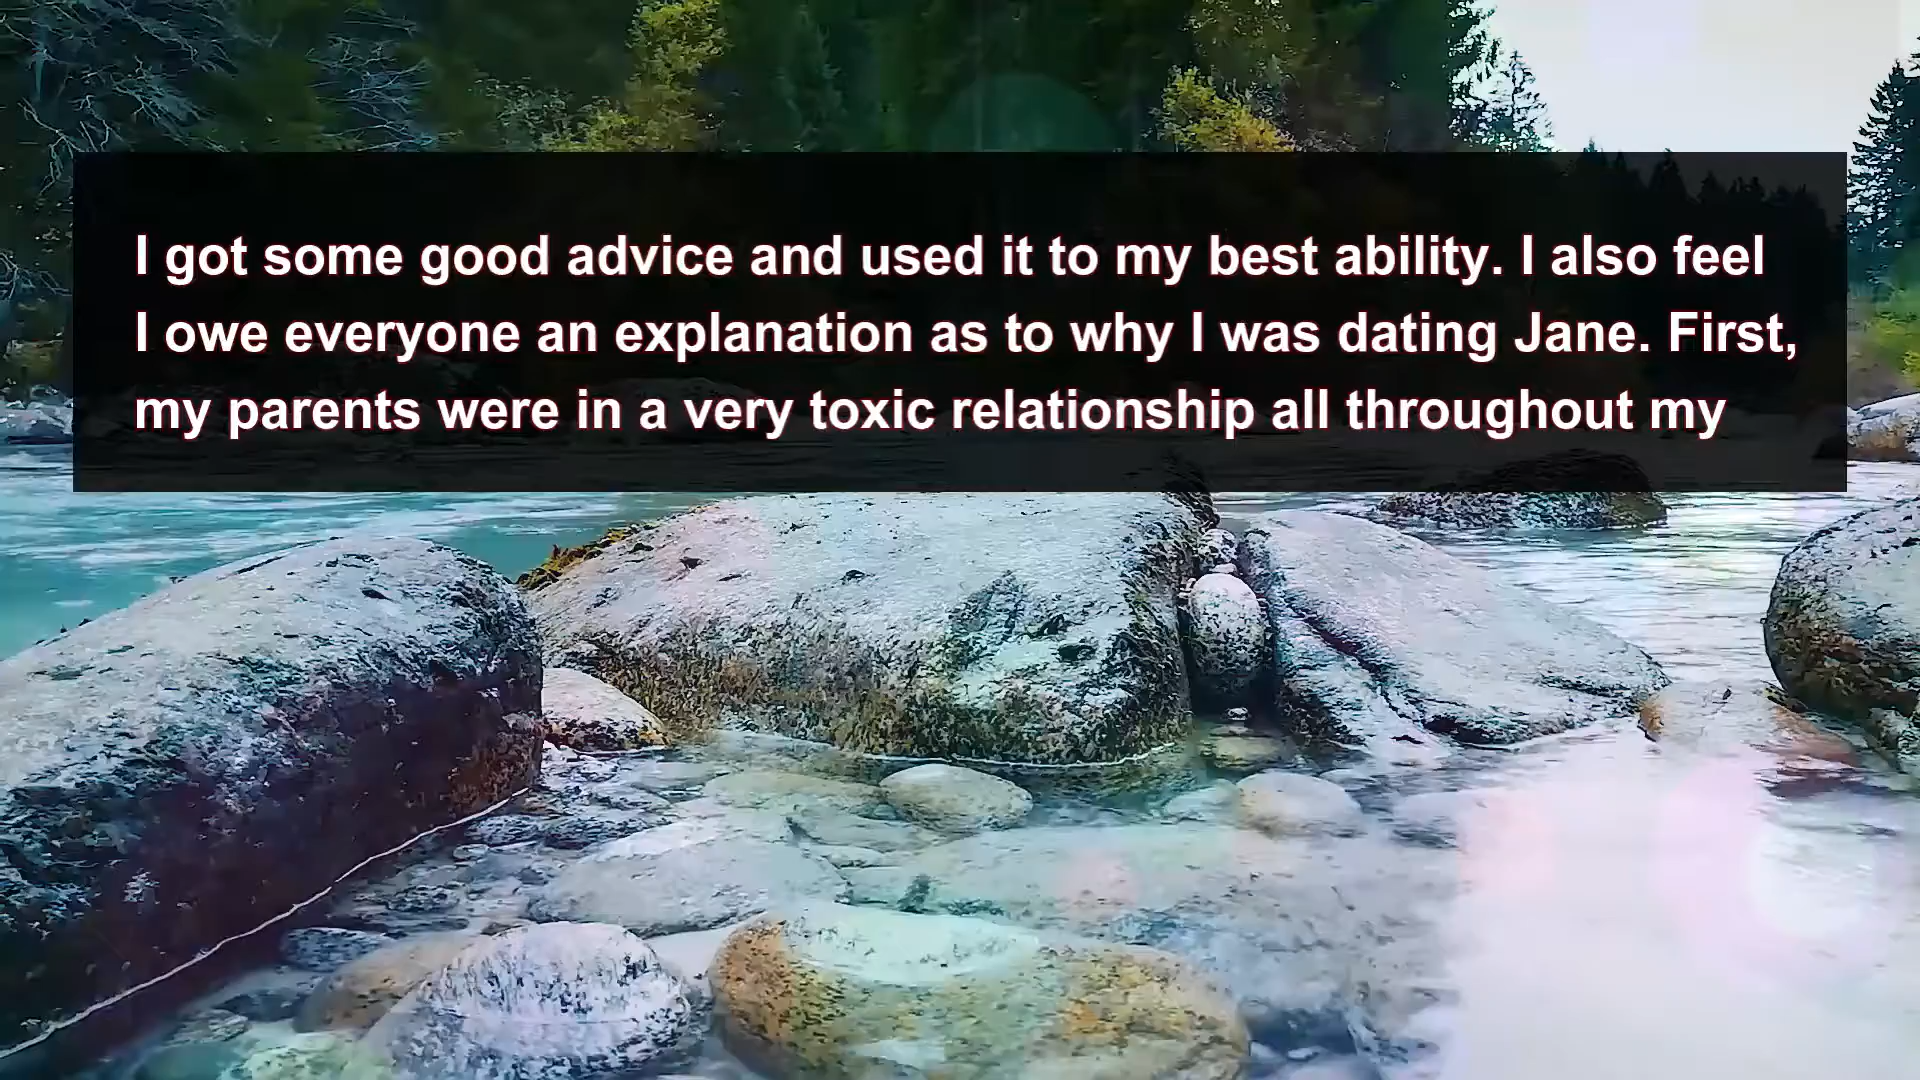 I got some good advice and used it to my best ability. I also feel
I owe everyone an explanation as to why I was dating Jane. First,
my parents were in a very toxic relationship all throughout my